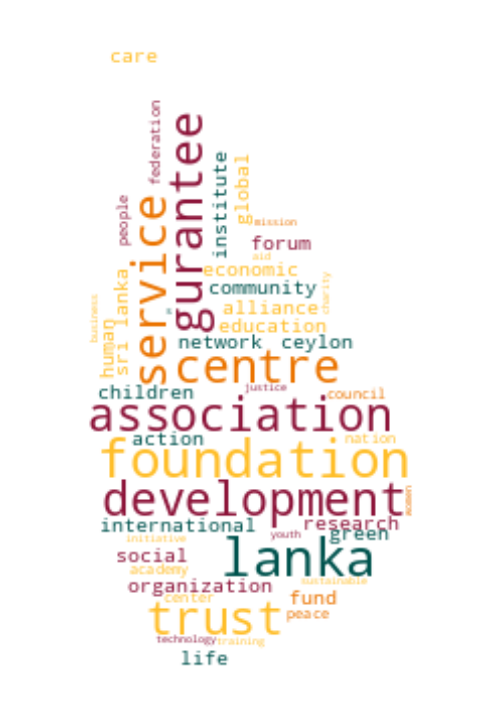 care
federation
gurantee
institute
global
people
service
mission
forum
aid
economic
sri lanka
community
charity
business
human
alliance
education
network
ceylon
centre
children
justice
council
association
action
nation
foundation
development
women
international
research
green
initiative
youth
lanka
social
academy
sustainable
organization
center
fund
trust
peace
technology
training
life